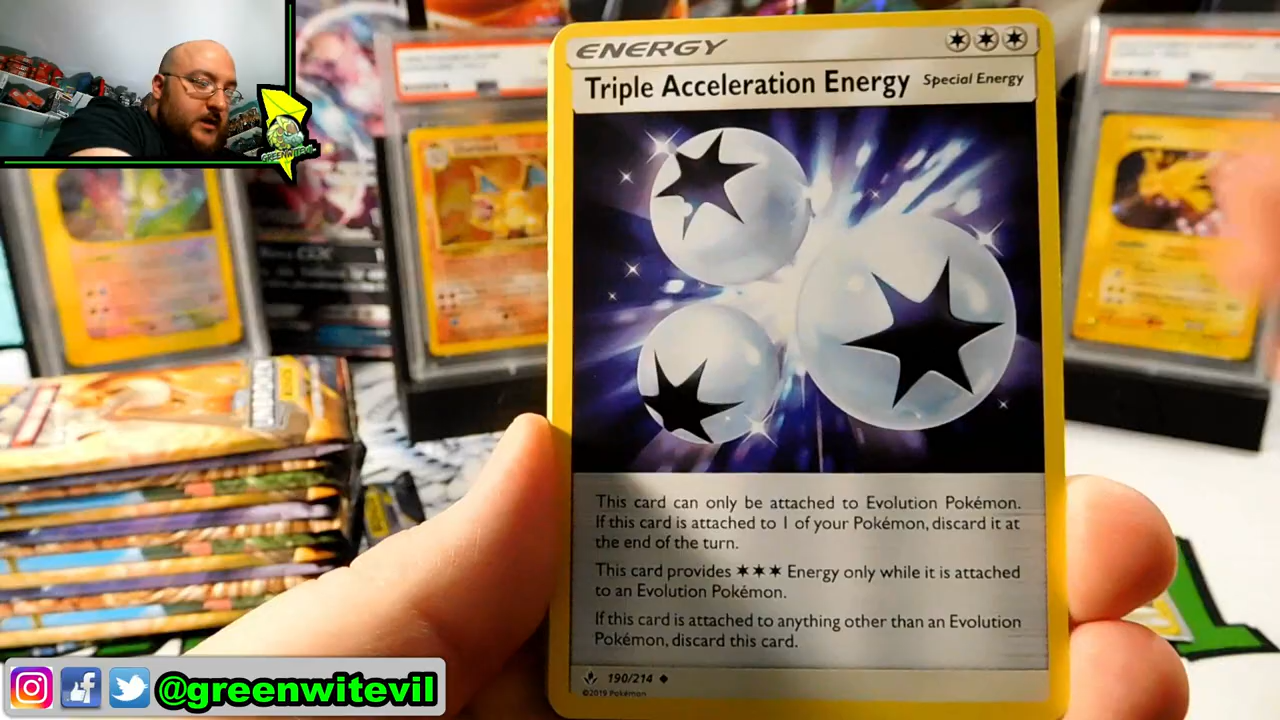 GREENWITEVIL
ENERGY
Triple Acceleration Energy Special Energy
This card can only be attached to Evolution Pokémon.
If this card is attached to 1 of your Pokémon, discard it at
the end of the turn.
This card provides ✶✶✶ Energy only while it is attached
to an Evolution Pokémon.
If this card is attached to anything other than an Evolution
Pokémon, discard this card.
190/214 ◆
©2019 Pokémon
@greenwitevil